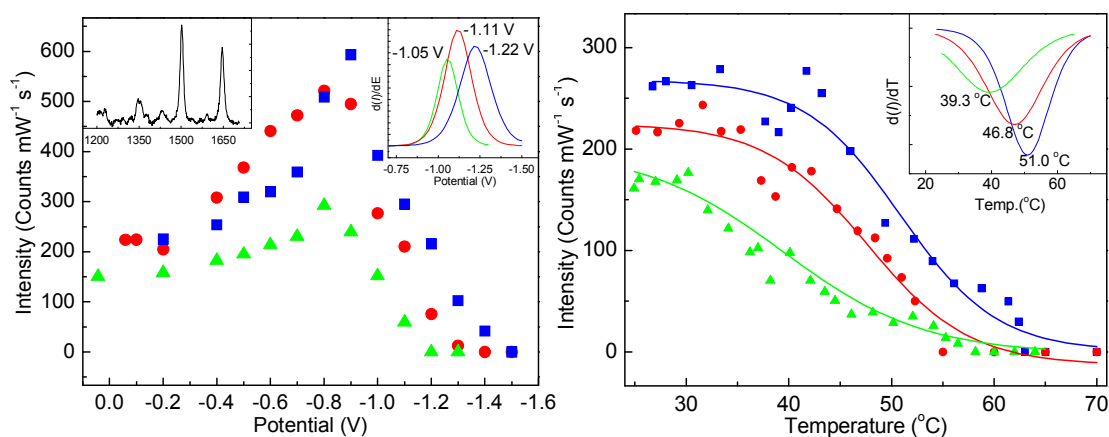 Intensity (Counts mW⁻¹ s⁻¹)
600
500
400
300
200
100
0
0.0 -0.2 -0.4 -0.6 -0.8 -1.0 -1.2 -1.4 -1.6
Potential (V)
1200 1350 1500 1650
d(I)/dE
-1.05 V
-1.11 V
-1.22 V
-0.75 -1.00 -1.25 -1.50
Potential (V)
Intensity (Counts mW⁻¹ s⁻¹)
300
200
100
0
30 40 50 60 70
Temperature (°C)
d(I)/dT
39.3 °C
46.8 °C
51.0 °C
20 40 60
Temp.(°C)